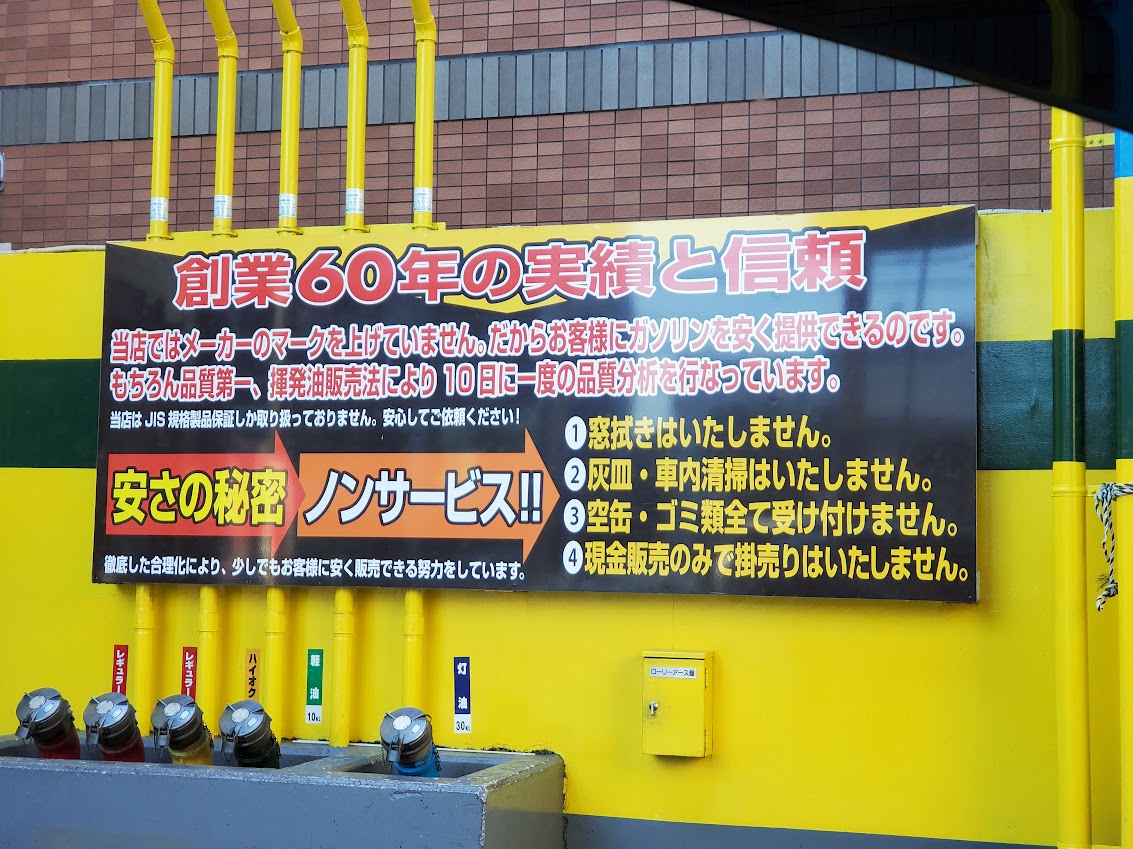 創業60年の実績と信頼
当店ではメーカーのマークを上げていません。だからお客様にガソリンを安く提供できるのです。
もちろん品質第一、揮発油販売法により10日に一度の品質分析を行なっています。
当店はJIS規格製品保証しか取り扱っておりません。安心してご依頼ください!
安さの秘密
ノンサービス!!
①窓拭きはいたしません。
②灰皿・車内清掃はいたしません。
③空缶・ゴミ類全て受け付けません。
④現金販売のみで掛売りはいたしません。
徹底した合理化により、少しでもお客様に安く販売できる努力をしています。
レギュラー
レギュラー
ハイオク
軽油
10KL
灯油
30KL
ローリーアース盤